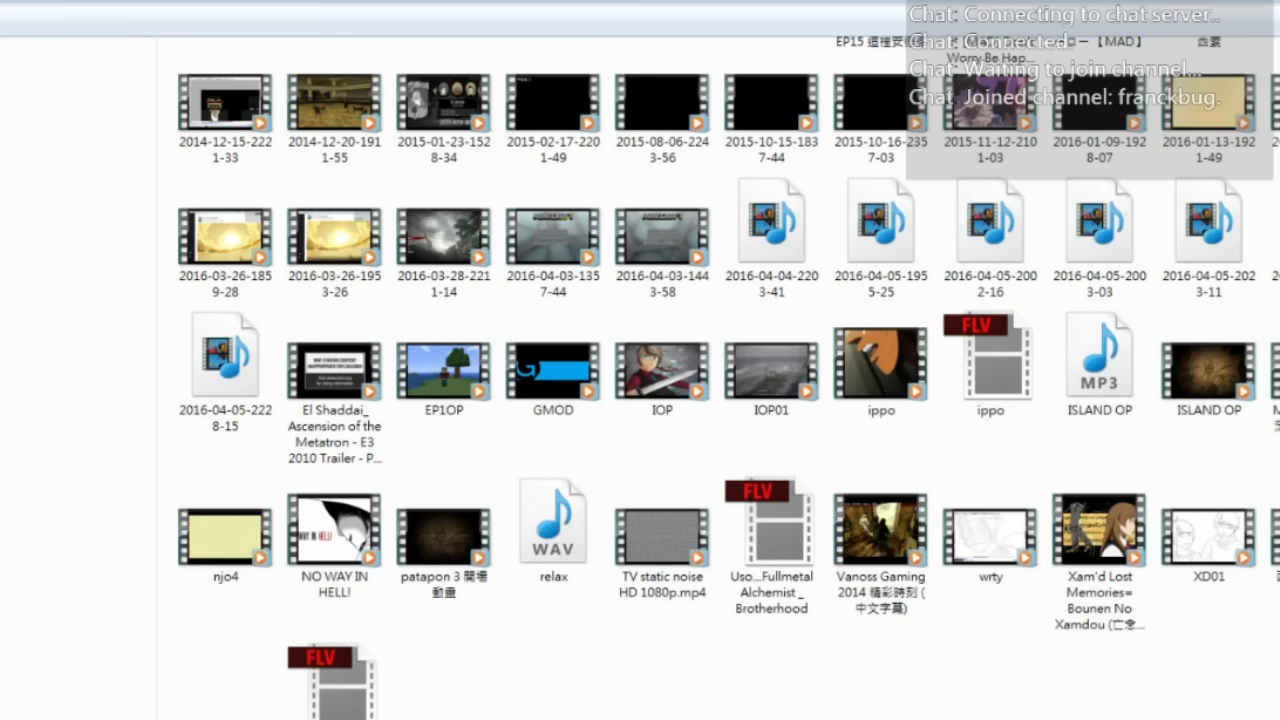 Chat: Connecting to chat server..
Chat: Connected.
Chat: Waiting to join channel...
Chat: Joined channel: franckbug.
EP15
【MAD】
Worry Be Hap...
2014-12-15-222
1-33
2014-12-20-191
1-55
2015-01-23-152
8-34
2015-02-17-220
1-49
2015-08-06-224
3-56
2015-10-15-183
7-44
2015-10-16-235
7-03
2015-11-12-210
1-03
2016-01-09-192
8-07
2016-01-13-192
1-49
2016-03-26-185
9-28
2016-03-26-195
3-26
2016-03-28-221
1-14
2016-04-03-135
7-44
2016-04-03-144
3-58
2016-04-04-220
3-41
2016-04-05-195
5-25
2016-04-05-200
2-16
2016-04-05-200
3-03
2016-04-05-202
3-11
FLV
MP3
2016-04-05-222
8-15
El Shaddai_
Ascension of the
Metatron - E3
2010 Trailer - P...
EP1OP
GMOD
IOP
IOP01
ippo
ippo
ISLAND OP
ISLAND OP
WAY IN HELL!
WAV
FLV
njo4
NO WAY IN
HELL!
patapon 3 開場
動畫
relax
TV static noise
HD 1080p.mp4
Uso...Fullmetal
Alchemist _
Brotherhood
Vanoss Gaming
2014 精彩時刻 (
中文字幕)
wrty
Xam'd Lost
Memories=
Bounen No
Xamdou (亡念...
XD01
FLV